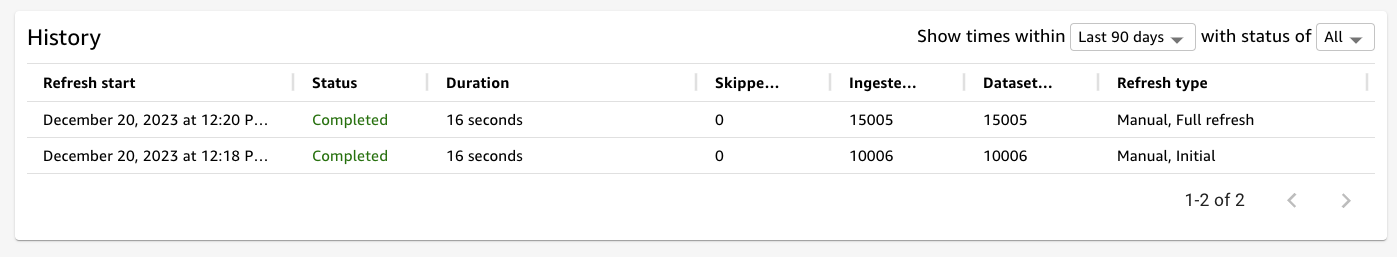 History
Show times within Last 90 days with status of All
Refresh start Status Duration Skippe... Ingeste... Dataset... Refresh type
December 20, 2023 at 12:20 P... Completed 16 seconds 0 15005 15005 Manual, Full refresh
December 20, 2023 at 12:18 P... Completed 16 seconds 0 10006 10006 Manual, Initial
1-2 of 2